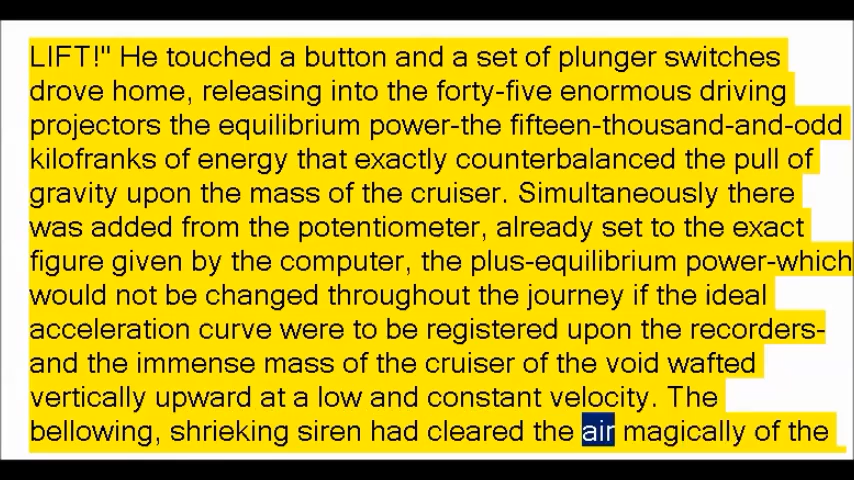 LIFT!" He touched a button and a set of plunger switches
drove home, releasing into the forty-five enormous driving
projectors the equilibrium power-the fifteen-thousand-and-odd
kilofranks of energy that exactly counterbalanced the pull of
gravity upon the mass of the cruiser. Simultaneously there
was added from the potentiometer, already set to the exact
figure given by the computer, the plus-equilibrium power-which
would not be changed throughout the journey if the ideal
acceleration curve were to be registered upon the recorders-
and the immense mass of the cruiser of the void wafted
vertically upward at a low and constant velocity. The
bellowing, shrieking siren had cleared the air magically of the